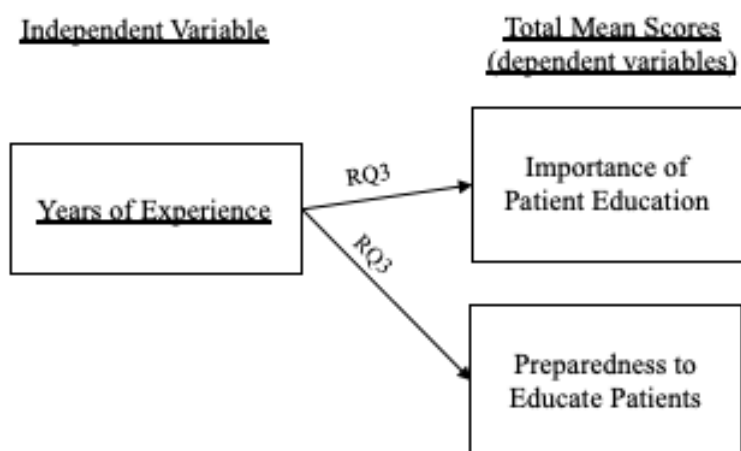 Independent Variable
Total Mean Scores
(dependent variables)
Years of Experience
RQ3
RQ3
Importance of
Patient Education
Preparedness to
Educate Patients